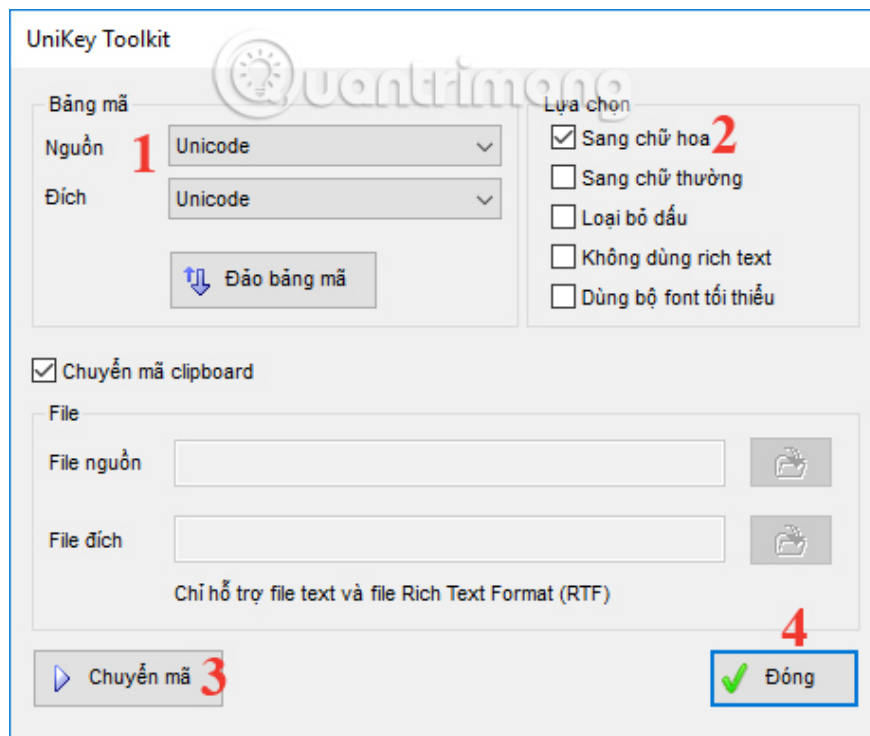 UniKey Toolkit
Quantrimang
Bảng mã
Nguồn 1 Unicode
Đích Unicode
Đảo bảng mã
Lựa chọn
Sang chữ hoa 2
Sang chữ thường
Loại bỏ dấu
Không dùng rich text
Dùng bộ font tối thiểu
Chuyển mã clipboard
File
File nguồn
File đích
Chỉ hỗ trợ file text và file Rich Text Format (RTF)
Chuyển mã 3
4
Đóng